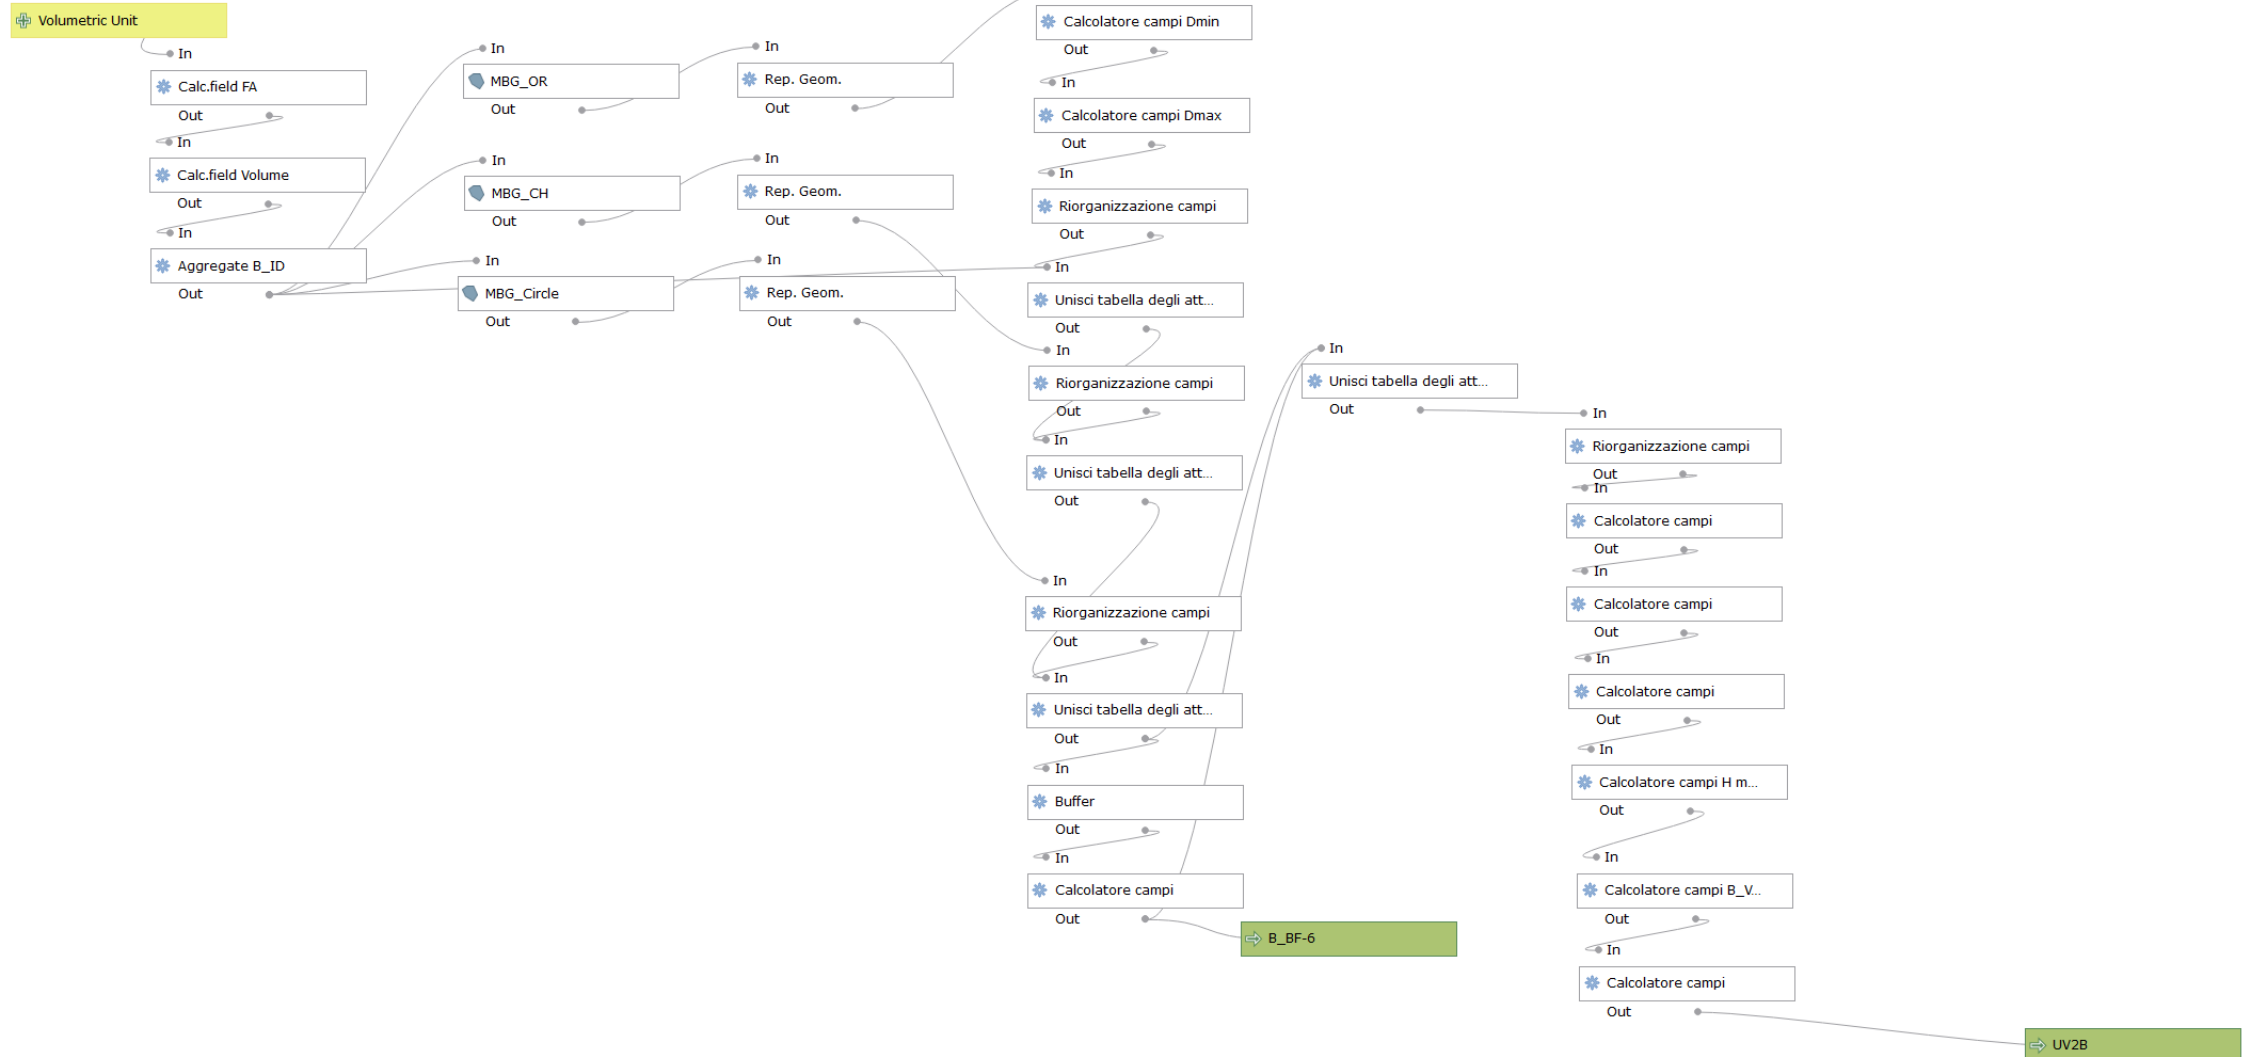 Volumetric Unit
In
Calc.field FA
Out
In
Calc.field Volume
Out
In
Aggregate B_ID
Out
In
MBG_OR
Out
In
MBG_CH
Out
In
MBG_Circle
Out
In
Rep. Geom.
Out
In
Rep. Geom.
Out
In
Rep. Geom.
Out
Calcolatore campi Dmin
Out
In
Calcolatore campi Dmax
Out
In
Riorganizzazione campi
Out
In
Unisci tabella degli att...
Out
In
Riorganizzazione campi
Out
In
Unisci tabella degli att...
Out
In
Riorganizzazione campi
Out
In
Unisci tabella degli att...
Out
In
Buffer
Out
In
Calcolatore campi
Out
B_BF-6
In
Unisci tabella degli att...
Out
In
Riorganizzazione campi
Out
In
Calcolatore campi
Out
In
Calcolatore campi
Out
In
Calcolatore campi
Out
In
Calcolatore campi H m...
Out
In
Calcolatore campi B_V...
Out
In
Calcolatore campi
Out
UV2B